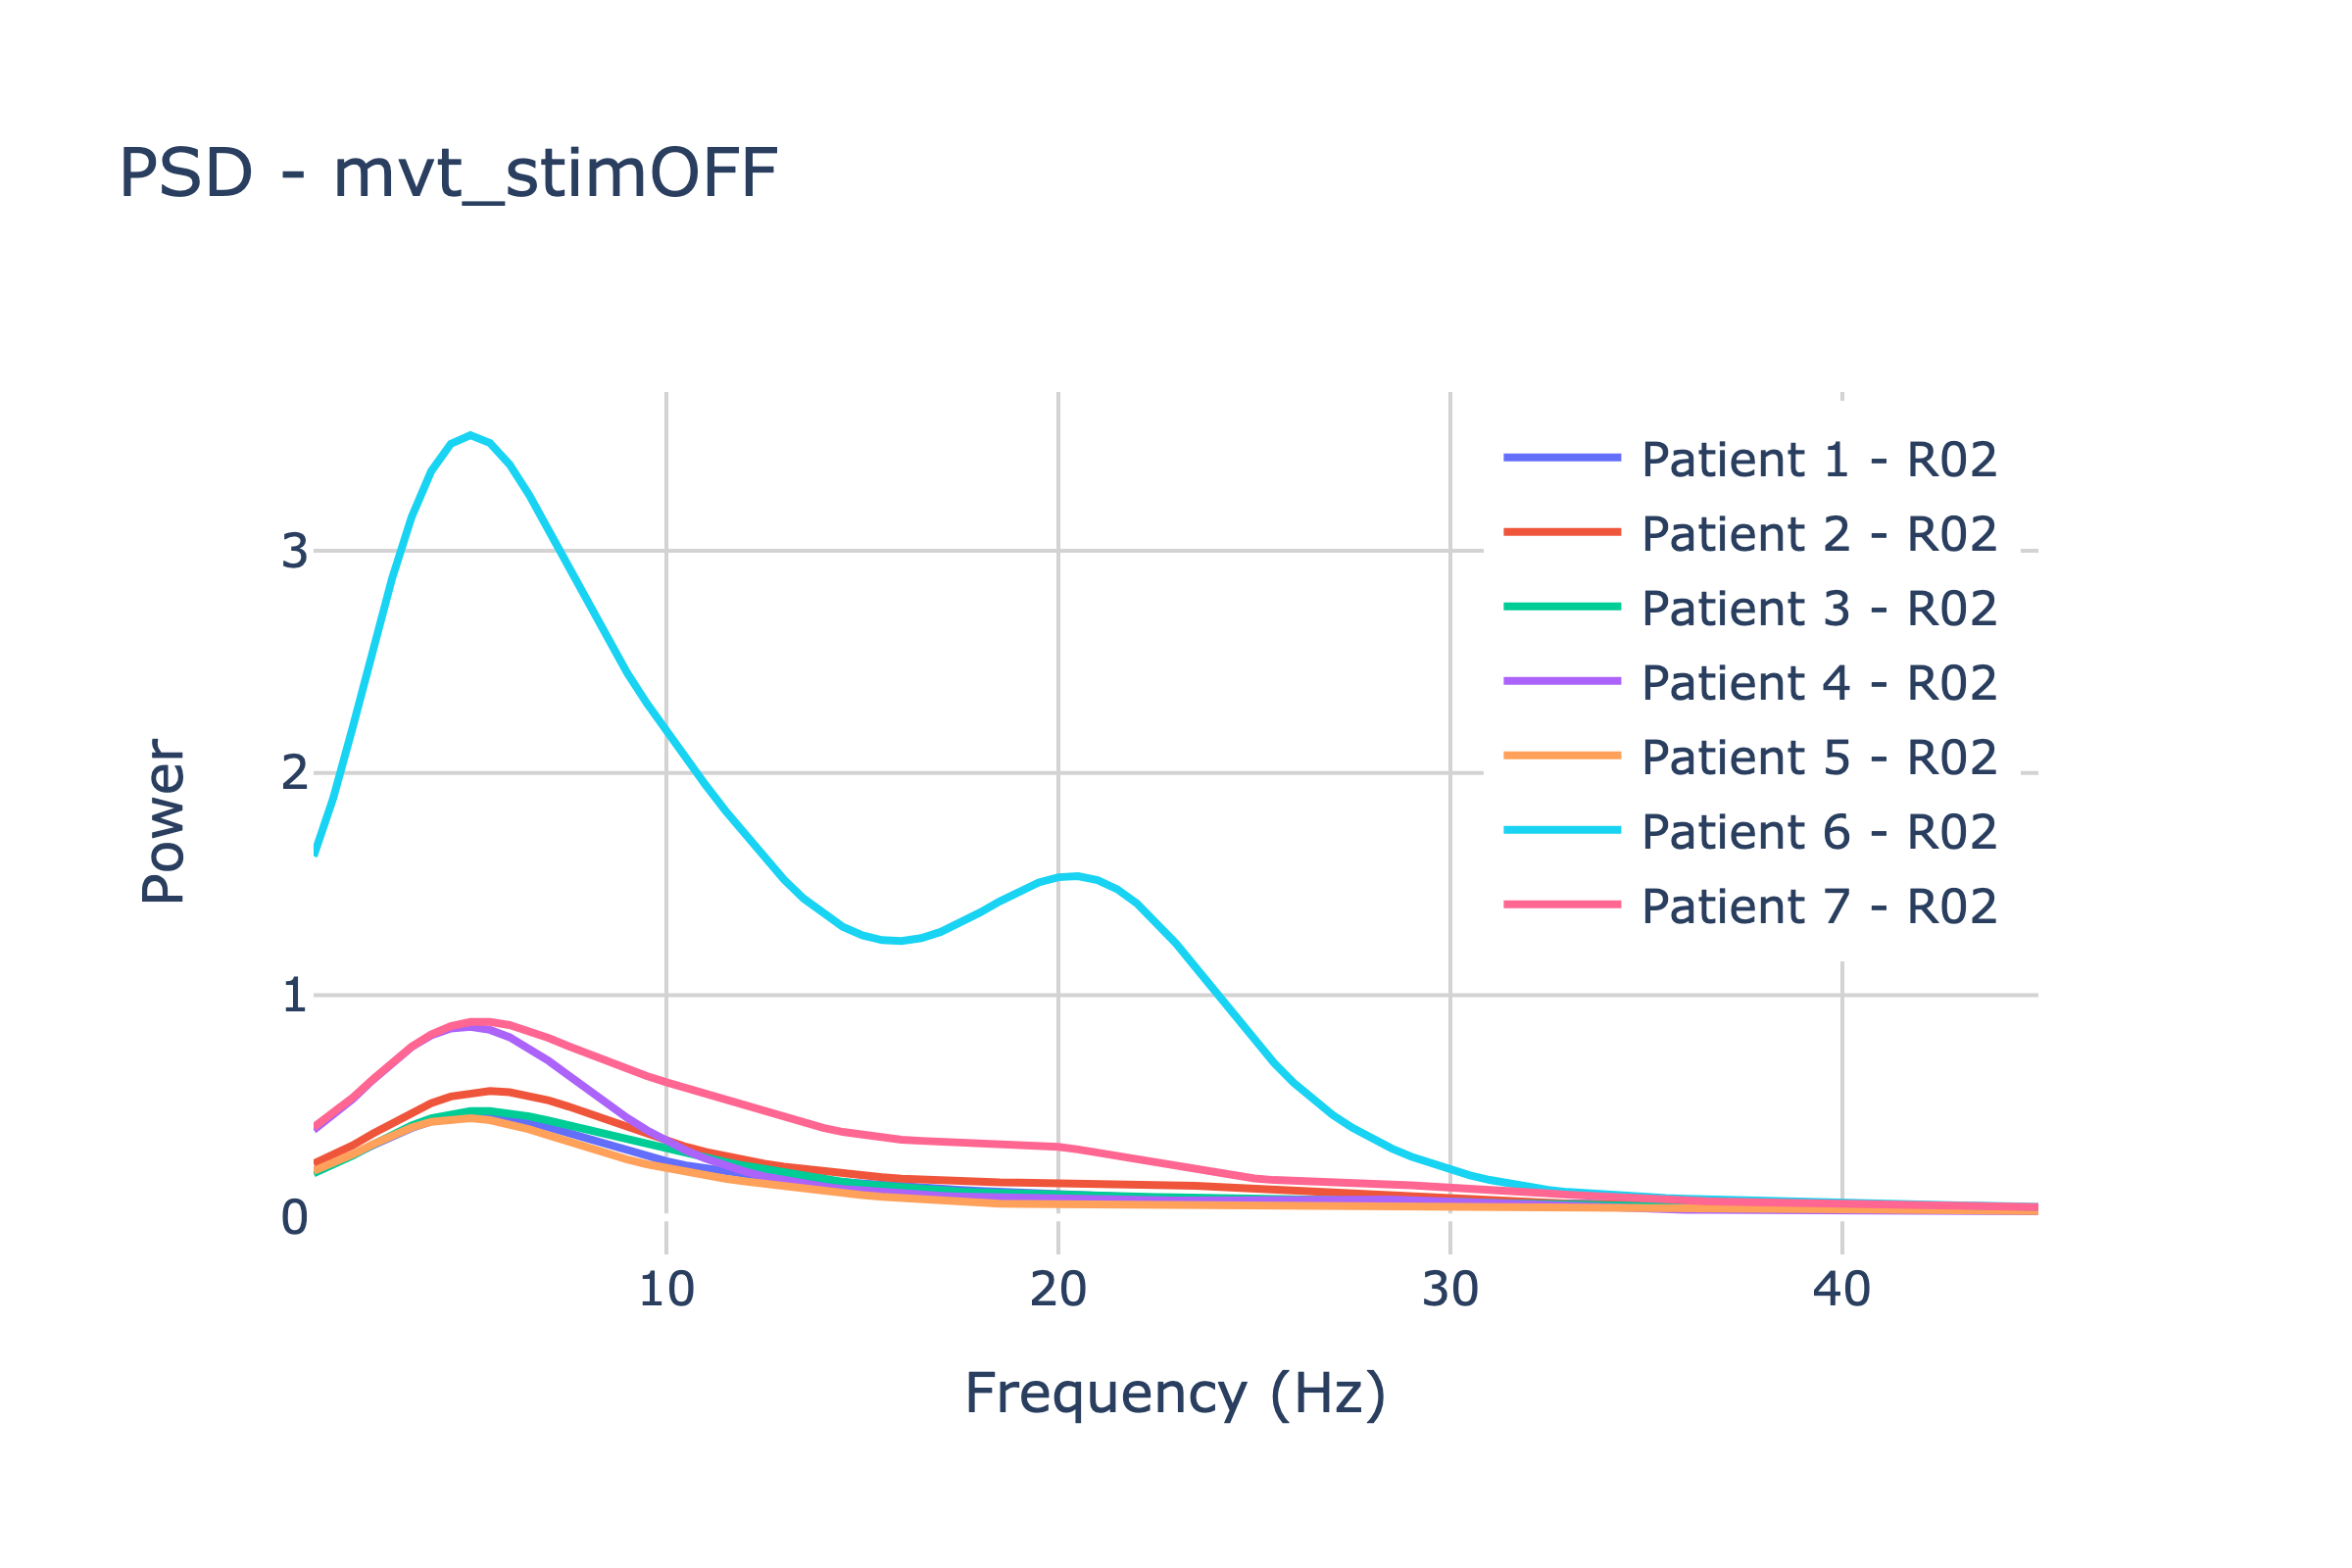 PSD - mvt_stimOFF
Patient 1 - R02
Patient 2 - R02
Patient 3 - R02
Patient 4 - R02
Patient 5 - R02
Patient 6 - R02
Patient 7 - R02
3
2
1
0
Power
10 20 30 40
Frequency (Hz)